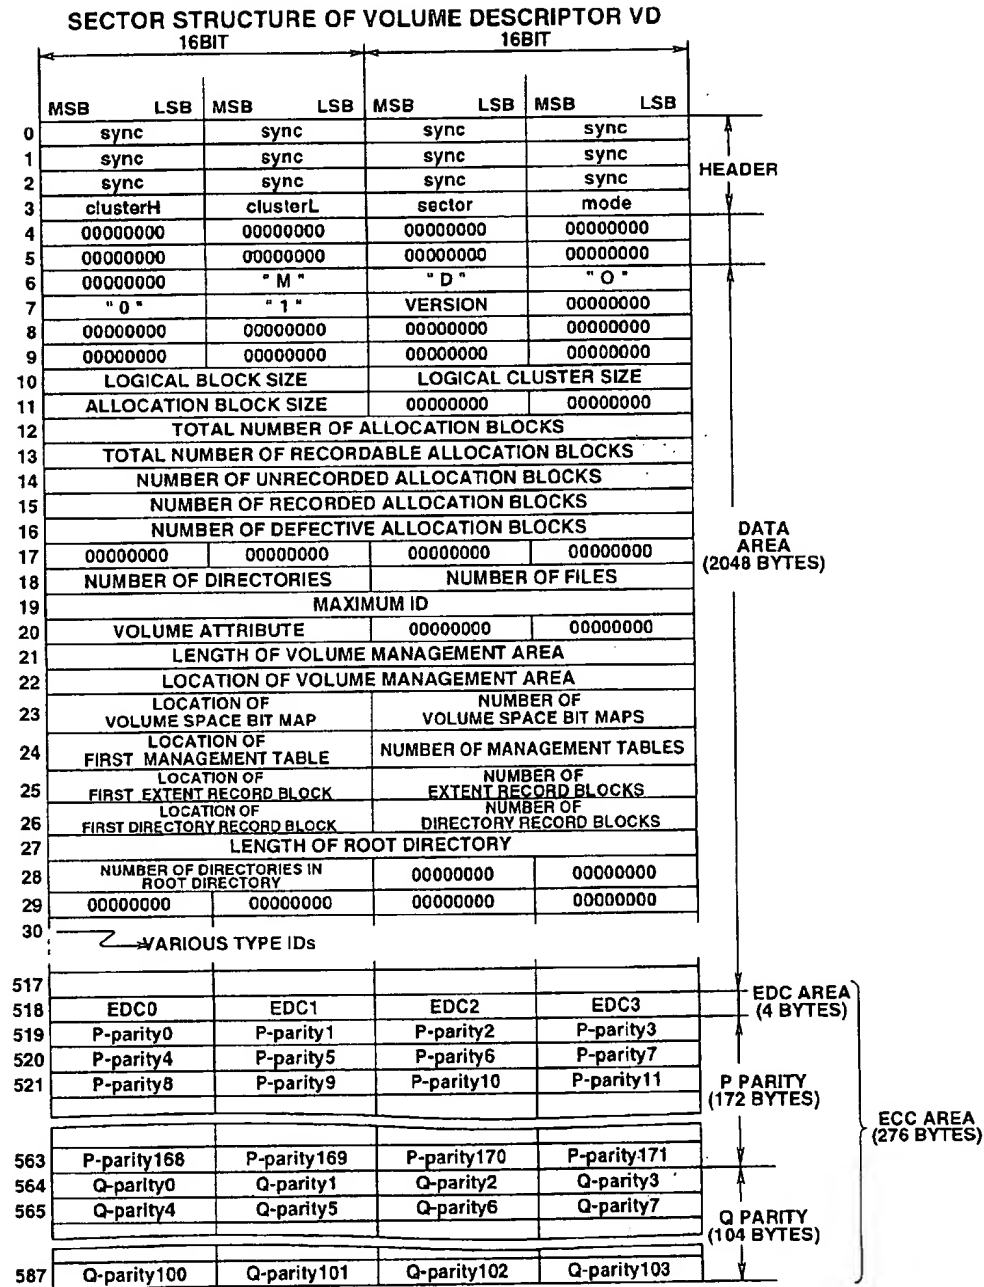 SECTOR STRUCTURE OF VOLUME DESCRIPTOR VD
16BIT 16BIT
MSB LSB MSB LSB MSB LSB MSB LSB
0 sync sync sync sync
1 sync sync sync sync
2 sync sync sync sync
HEADER
3 clusterH clusterL sector mode
4 00000000 00000000 00000000 00000000
5 00000000 00000000 00000000 00000000
6 00000000 "M" "D" "O"
7 "0" "1" VERSION 00000000
8 00000000 00000000 00000000 00000000
9 00000000 00000000 00000000 00000000
10 LOGICAL BLOCK SIZE LOGICAL CLUSTER SIZE
11 ALLOCATION BLOCK SIZE 00000000 00000000
12 TOTAL NUMBER OF ALLOCATION BLOCKS
13 TOTAL NUMBER OF RECORDABLE ALLOCATION BLOCKS
14 NUMBER OF UNRECORDED ALLOCATION BLOCKS
15 NUMBER OF RECORDED ALLOCATION BLOCKS
16 NUMBER OF DEFECTIVE ALLOCATION BLOCKS
DATA
AREA
(2048 BYTES)
17 00000000 00000000 00000000 00000000
18 NUMBER OF DIRECTORIES NUMBER OF FILES
19 MAXIMUM ID
20 VOLUME ATTRIBUTE 00000000 00000000
21 LENGTH OF VOLUME MANAGEMENT AREA
22 LOCATION OF VOLUME MANAGEMENT AREA
23 LOCATION OF
VOLUME SPACE BIT MAP
NUMBER OF
VOLUME SPACE BIT MAPS
24 LOCATION OF
FIRST MANAGEMENT TABLE
NUMBER OF MANAGEMENT TABLES
25 LOCATION OF
FIRST EXTENT RECORD BLOCK
NUMBER OF
EXTENT RECORD BLOCKS
26 LOCATION OF
FIRST DIRECTORY RECORD BLOCK
NUMBER OF
DIRECTORY RECORD BLOCKS
27 LENGTH OF ROOT DIRECTORY
28 NUMBER OF DIRECTORIES IN
ROOT DIRECTORY
00000000 00000000
29 00000000 00000000 00000000 00000000
30
VARIOUS TYPE IDs
517
518 EDC0 EDC1 EDC2 EDC3
EDC AREA
(4 BYTES)
519 P-parity0 P-parity1 P-parity2 P-parity3
520 P-parity4 P-parity5 P-parity6 P-parity7
521 P-parity8 P-parity9 P-parity10 P-parity11
P PARITY
(172 BYTES)
ECC AREA
(276 BYTES)
563 P-parity168 P-parity169 P-parity170 P-parity171
564 Q-parity0 Q-parity1 Q-parity2 Q-parity3
565 Q-parity4 Q-parity5 Q-parity6 Q-parity7
Q PARITY
(104 BYTES)
587 Q-parity100 Q-parity101 Q-parity102 Q-parity103